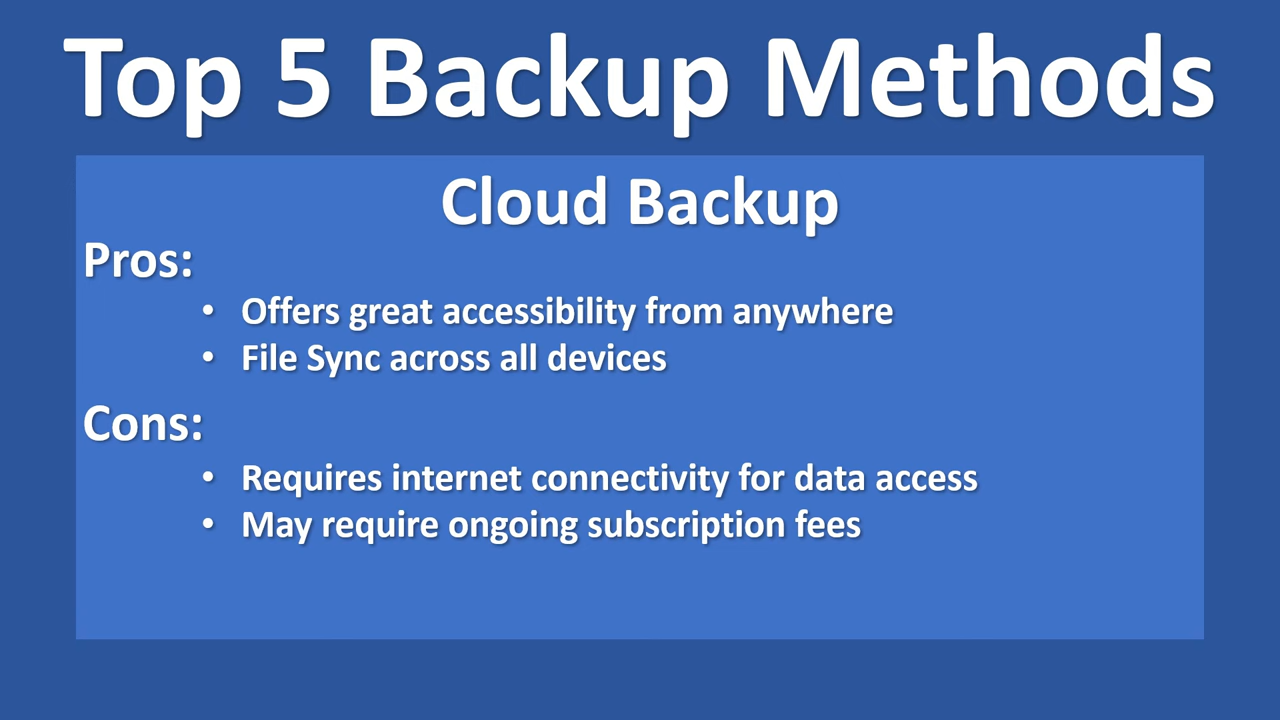 Top 5 Backup Methods
Cloud Backup
Pros:
• Offers great accessibility from anywhere
• File Sync across all devices
Cons:
• Requires internet connectivity for data access
• May require ongoing subscription fees